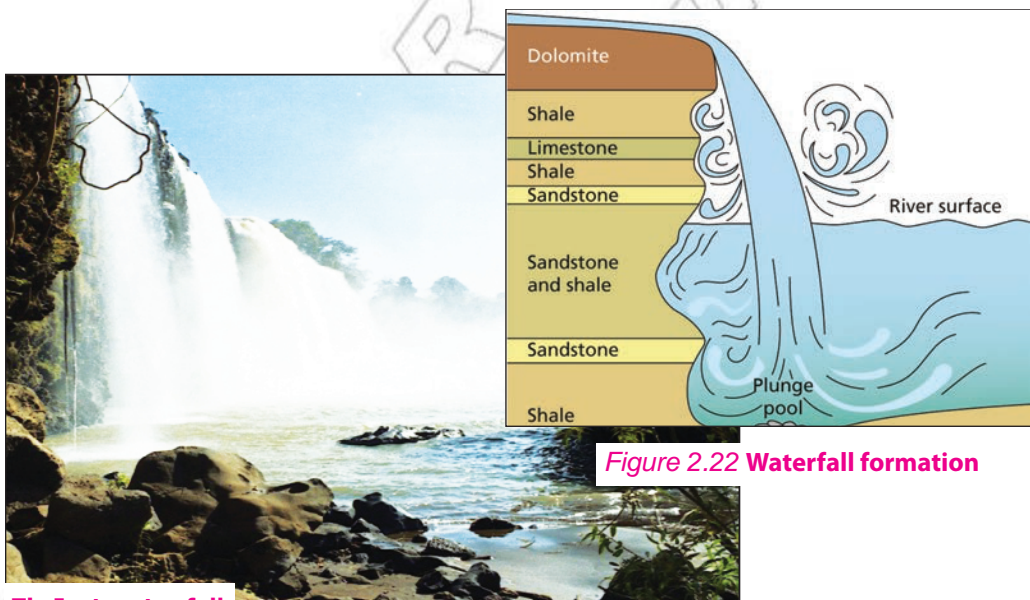 Dolomite
Shale
Limestone
Shale
Sandstone
River surface
Sandstone
and shale
Sandstone
Plunge
pool
Shale
Figure 2.22 Waterfall formation